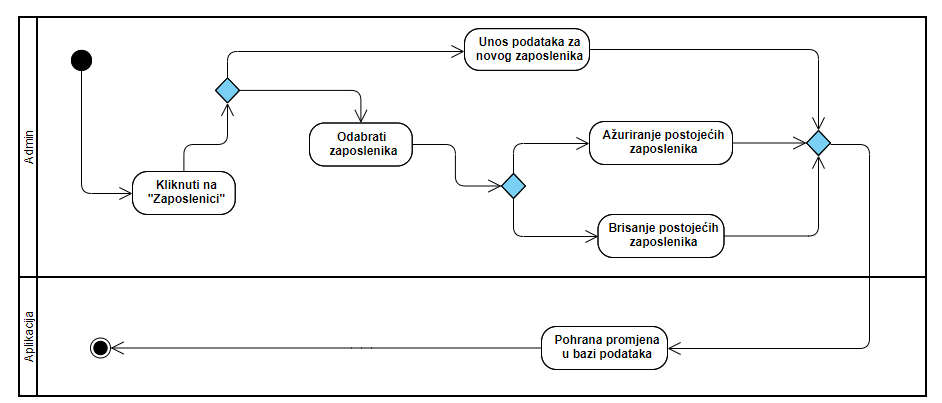 Admin
Unos podataka za
novog zaposlenika
Odabrati
zaposlenika
Ažuriranje postojećih
zaposlenika
Kliknuti na
"Zaposlenici"
Brisanje postojećih
zaposlenika
Aplikacija
Pohrana promjena
u bazi podataka